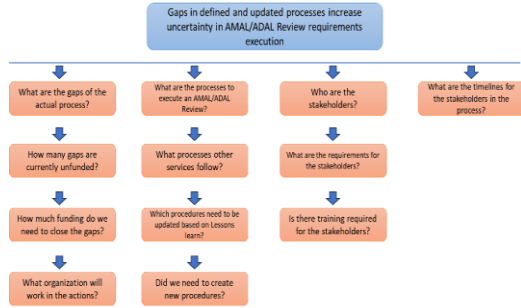 Gaps in defined and updated processes increase
uncertainty in AMAL/ADAL Review requirements
execution
What are the gaps of the
actual process?
What are the processes to
execute an AMAL/ADAL
Review?
Who are the
stakeholders?
What are the timelines for
the stakeholders in the
process?
How many gaps are
currently unfunded?
What processes other
services follow?
What are the requirements for
the stakeholders?
How much funding do we
need to close the gaps?
Which procedures need to be
updated based on Lessons
learn?
Is there training required
for the stakeholders?
What organization will
work in the actions?
Did we need to create
new procedures?